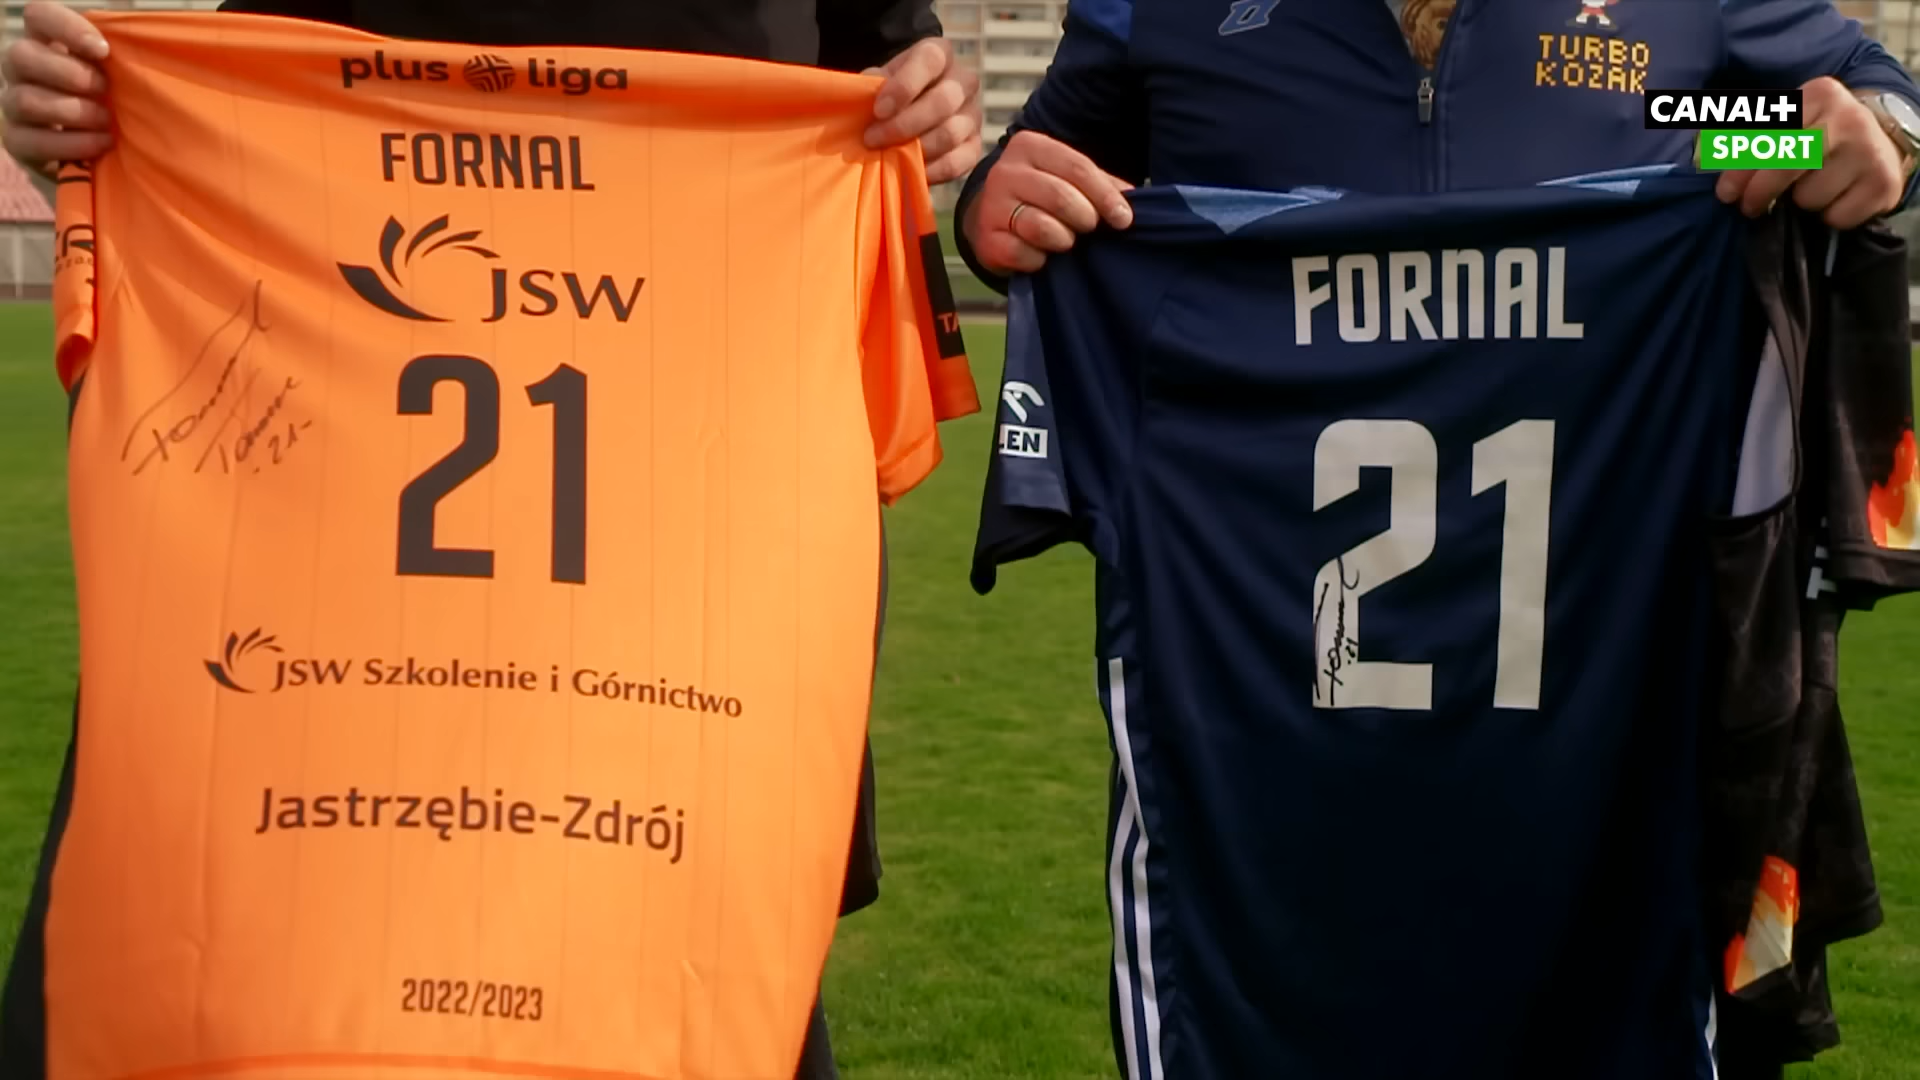 plus liga
FORNAL
JSW
21
JSW Szkolenie i Górnictwo
Jastrzębie-Zdrój
2022/2023
TURBO
KOZAK
CANAL+
SPORT
FORNAL
21